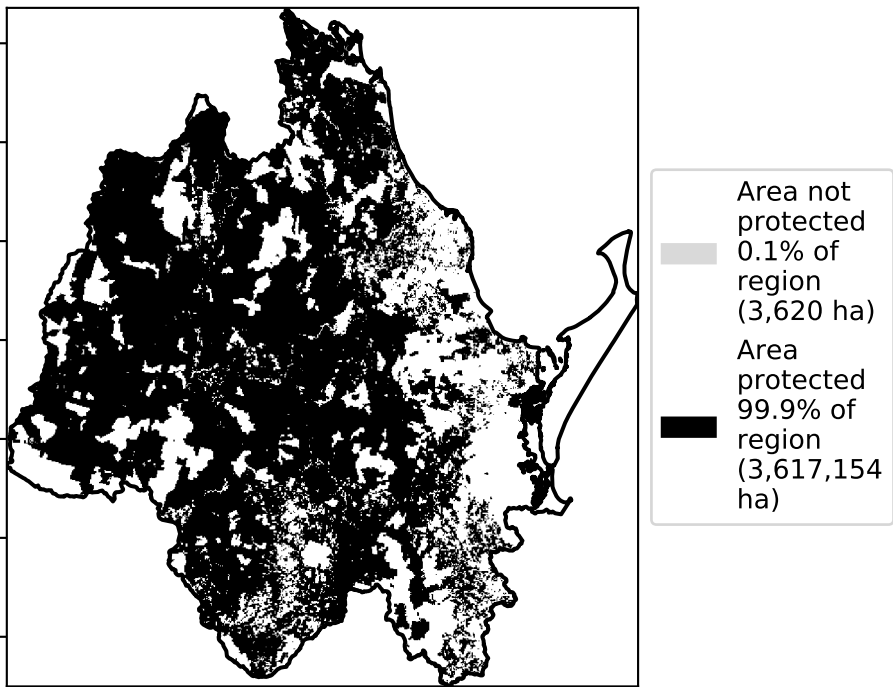 Area not
protected
0.1% of
region
(3,620 ha)
Area
protected
99.9% of
region
(3,617,154
ha)